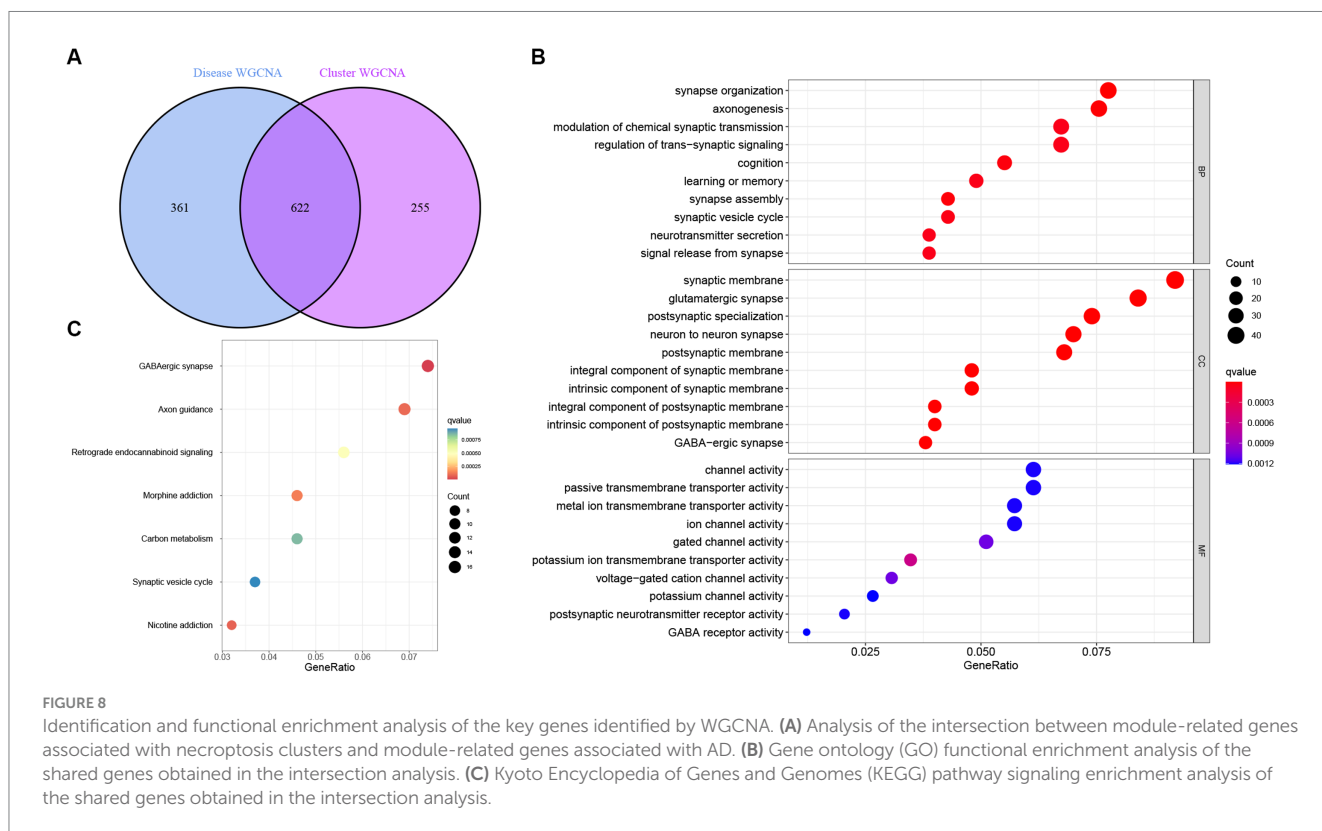 A
Disease WGCNA
Cluster WGCNA
361
622
255
B
synapse organization
axonogenesis
modulation of chemical synaptic transmission
regulation of trans−synaptic signaling
cognition
learning or memory
synapse assembly
synaptic vesicle cycle
neurotransmitter secretion
signal release from synapse
BP
synaptic membrane
glutamatergic synapse
postsynaptic specialization
neuron to neuron synapse
postsynaptic membrane
integral component of synaptic membrane
intrinsic component of synaptic membrane
integral component of postsynaptic membrane
intrinsic component of postsynaptic membrane
GABA−ergic synapse
CC
channel activity
passive transmembrane transporter activity
metal ion transmembrane transporter activity
ion channel activity
gated channel activity
potassium ion transmembrane transporter activity
voltage−gated cation channel activity
potassium channel activity
postsynaptic neurotransmitter receptor activity
GABA receptor activity
MF
0.025
0.050
0.075
GeneRatio
Count
10
20
30
40
qvalue
0.0003
0.0006
0.0009
0.0012
C
GABAergic synapse
Axon guidance
Retrograde endocannabinoid signaling
Morphine addiction
Carbon metabolism
Synaptic vesicle cycle
Nicotine addiction
0.03
0.04
0.05
0.06
0.07
GeneRatio
qvalue
0.00075
0.00050
0.00025
Count
8
10
12
14
16
FIGURE 8
Identification and functional enrichment analysis of the key genes identified by WGCNA. (A) Analysis of the intersection between module-related genes
associated with necroptosis clusters and module-related genes associated with AD. (B) Gene ontology (GO) functional enrichment analysis of the
shared genes obtained in the intersection analysis. (C) Kyoto Encyclopedia of Genes and Genomes (KEGG) pathway signaling enrichment analysis of
the shared genes obtained in the intersection analysis.